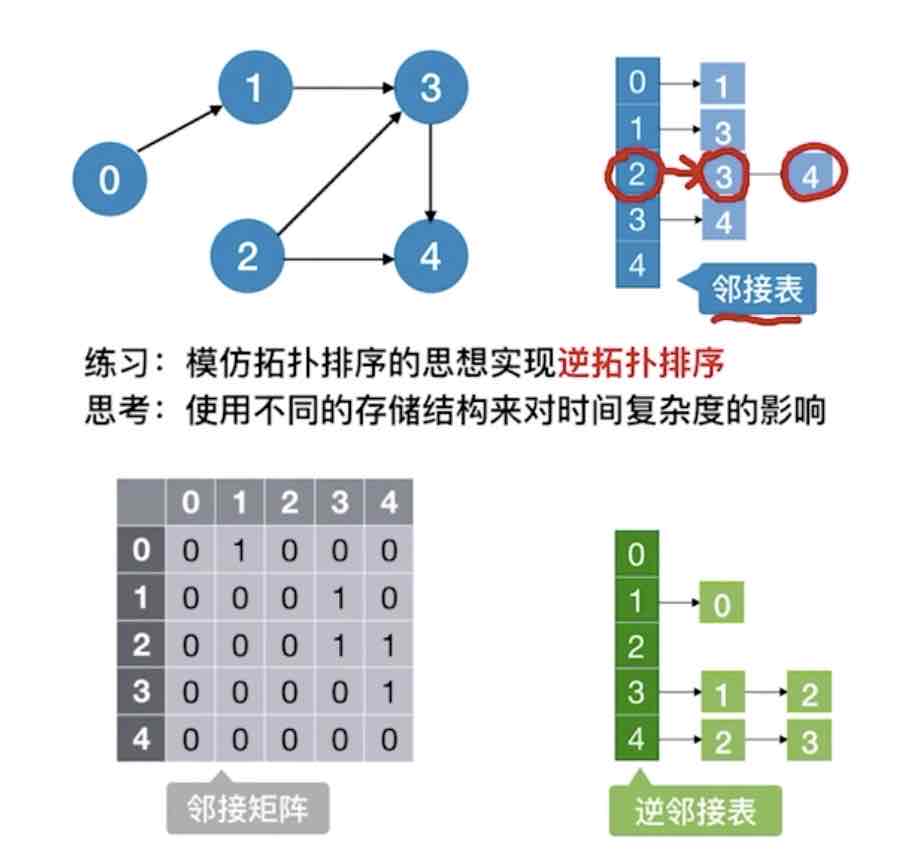 1
3
0
2
4
0 1
1 3
2 3 4
3 4
4
邻接表
练习：模仿拓扑排序的思想实现逆拓扑排序
思考：使用不同的存储结构来对时间复杂度的影响
0 1 2 3 4
0 0 1 0 0 0
1 0 0 0 1 0
2 0 0 0 1 1
3 0 0 0 0 1
4 0 0 0 0 0
邻接矩阵
0
1 0
2
3 1 2
4 2 3
逆邻接表